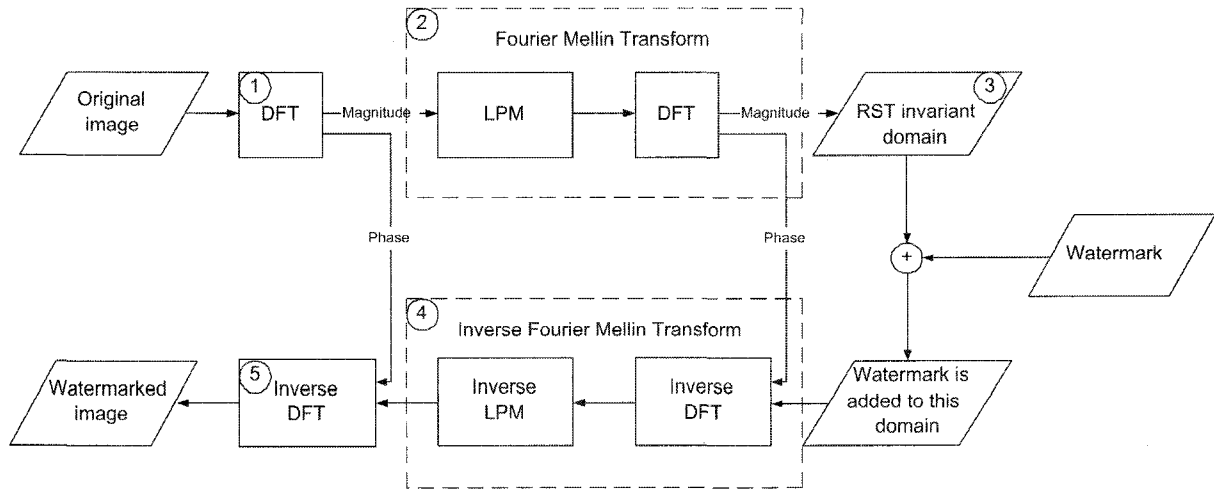 2
Fourier Mellin Transform
Original
image
1
DFT
Magnitude
LPM
DFT
Magnitude
3
RST invariant
domain
Phase
Phase
+
Watermark
4
Inverse Fourier Mellin Transform
Watermarked
image
5
Inverse
DFT
Inverse
LPM
Inverse
DFT
Watermark is
added to this
domain